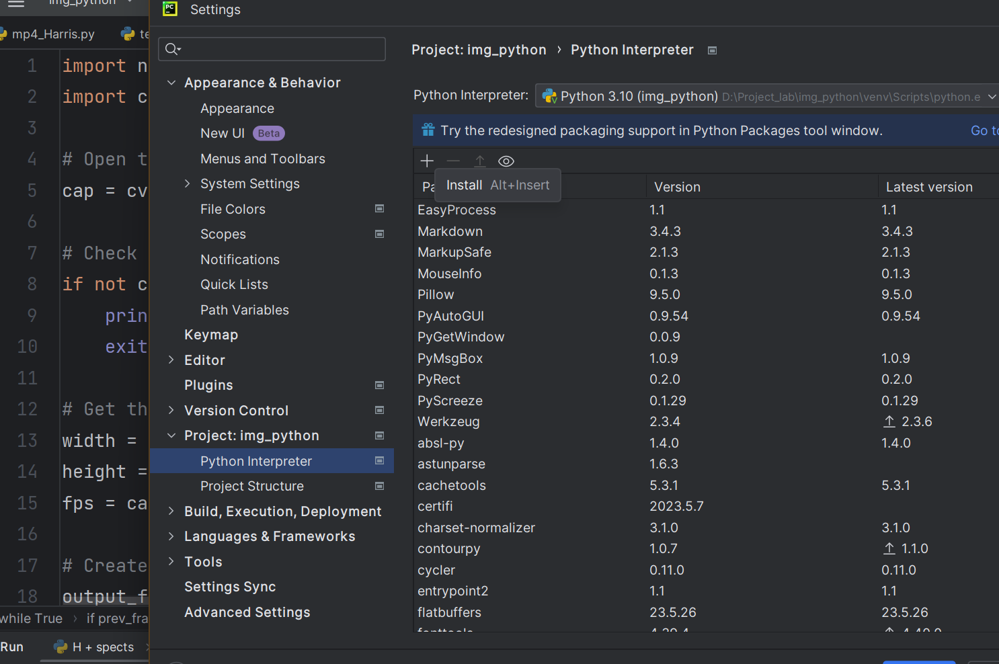 img_python
mp4_Harris.py
te
1 import n
2 import c
3
4 # Open t
5 cap = cv
6
7 # Check
8 if not c
9 prin
10 exit
11
12 # Get th
13 width =
14 height =
15 fps = ca
16
17 # Create
18 output_f
while True › if prev_fra
Run H + spects
PC Settings
Appearance & Behavior
Appearance
New UI Beta
Menus and Toolbars
System Settings
File Colors
Scopes
Notifications
Quick Lists
Path Variables
Keymap
Editor
Plugins
Version Control
Project: img_python
Python Interpreter
Project Structure
Build, Execution, Deployment
Languages & Frameworks
Tools
Settings Sync
Advanced Settings
Project: img_python › Python Interpreter
Python Interpreter: Python 3.10 (img_python) D:\Project_lab\img_python\venv\Scripts\python.e
Try the redesigned packaging support in Python Packages tool window. Go to
Install Alt+Insert
Pa Version Latest version
EasyProcess 1.1 1.1
Markdown 3.4.3 3.4.3
MarkupSafe 2.1.3 2.1.3
MouseInfo 0.1.3 0.1.3
Pillow 9.5.0 9.5.0
PyAutoGUI 0.9.54 0.9.54
PyGetWindow 0.0.9
PyMsgBox 1.0.9 1.0.9
PyRect 0.2.0 0.2.0
PyScreeze 0.1.29 0.1.29
Werkzeug 2.3.4 2.3.6
absl-py 1.4.0 1.4.0
astunparse 1.6.3
cachetools 5.3.1 5.3.1
certifi 2023.5.7
charset-normalizer 3.1.0 3.1.0
contourpy 1.0.7 1.1.0
cycler 0.11.0 0.11.0
entrypoint2 1.1 1.1
flatbuffers 23.5.26 23.5.26
fonttools 4.39.4 4.40.0